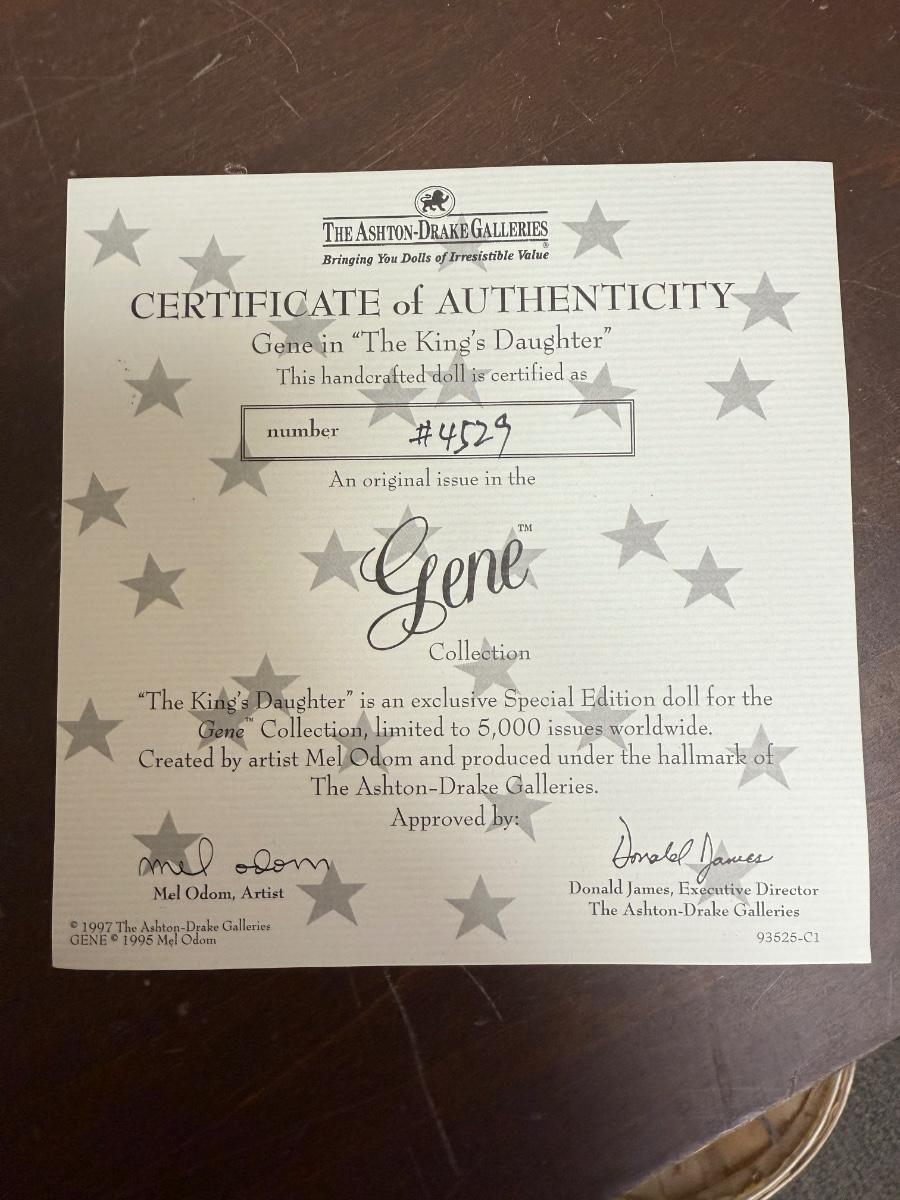 THE ASHTON-DRAKE GALLERIES
®
Bringing You Dolls of Irresistible Value
CERTIFICATE of AUTHENTICITY
Gene in “The King’s Daughter”
This handcrafted doll is certified as
number #4529
An original issue in the
Gene™
Collection
“The King’s Daughter” is an exclusive Special Edition doll for the
Gene™ Collection, limited to 5,000 issues worldwide.
Created by artist Mel Odom and produced under the hallmark of
The Ashton-Drake Galleries.
Approved by:
mel odom
Mel Odom, Artist
Donald James
Donald James, Executive Director
The Ashton-Drake Galleries
© 1997 The Ashton-Drake Galleries
GENE © 1995 Mel Odom
93525-C1